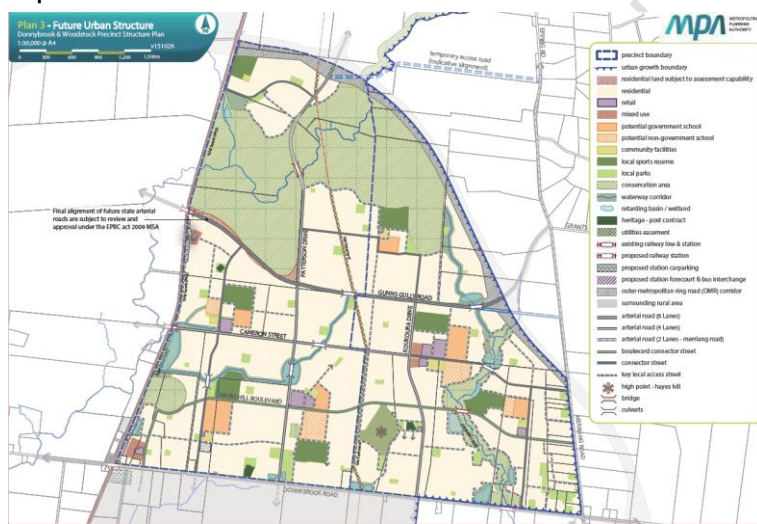 Plan 3 - Future Urban Structure
Donnybrook & Woodstock Precinct Structure Plan
1:30,000 @ A4
v151026
MPA METROPOLITAN
PLANNING
AUTHORITY
EPPING RD
temporary access road
(indicative alignment)
precinct boundary
urban growth boundary
residential land subject to assessment capability
residential
retail
mixed use
potential government school
potential non-government school
community facilities
local sports reserve
local parks
conservation area
waterway corridor
retarding basin / wetland
heritage - post contract
utilities easement
existing railway line & station
proposed railway station
proposed station carparking
proposed station forecourt & bus interchange
outer metropolitan ring road (OMR) corridor
surrounding rural area
arterial road (6 Lanes)
arterial road (4 Lanes)
arterial road (2 Lanes - merriang road)
boulevard connector street
connector street
key local access street
high point - hayes hill
bridge
culverts
Final alignment of future state arterial
roads are subject to review and
approval under the EPBC act 2009 MSA
PATTERSON DRIVE
GUNNS GULLY ROAD
CAMERON STREET
HAYES HILL BOULEVARD
MERRIANG ROAD
DONNYBROOK ROAD